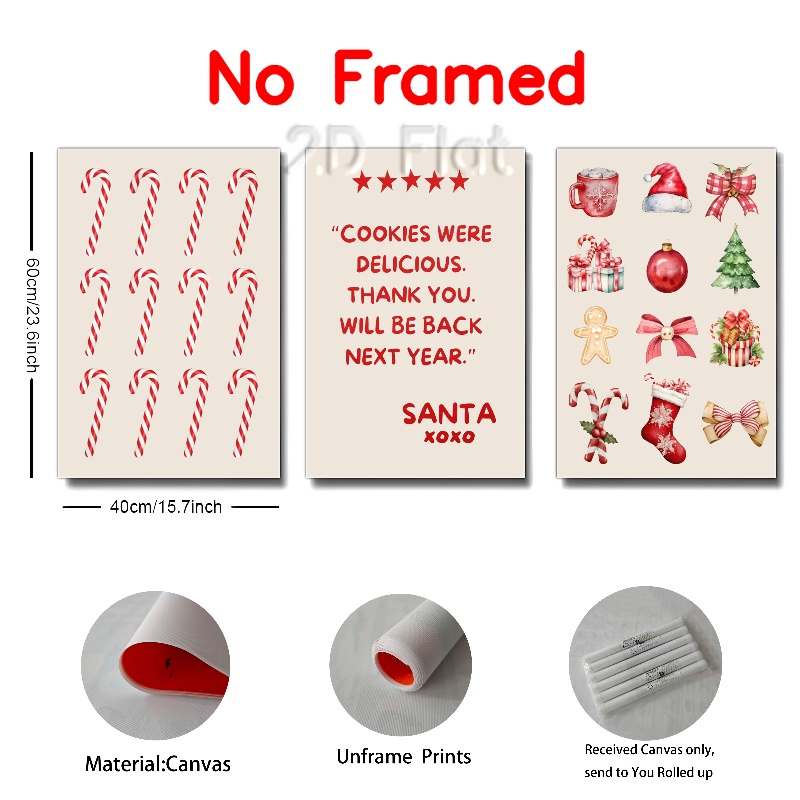 No Framed
2D Flat
60cm/23.6inch
"COOKIES WERE
DELICIOUS.
THANK YOU.
WILL BE BACK
NEXT YEAR."
SANTA
xoxo
40cm/15.7inch
Material:Canvas
Unframe Prints
Received Canvas only,
send to You Rolled up